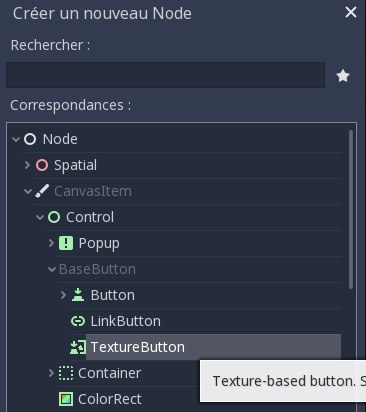 Créer un nouveau Node
Rechercher :
Correspondances :
Node
Spatial
CanvasItem
Control
Popup
BaseButton
Button
LinkButton
TextureButton
Container
Texture-based button. S
ColorRect